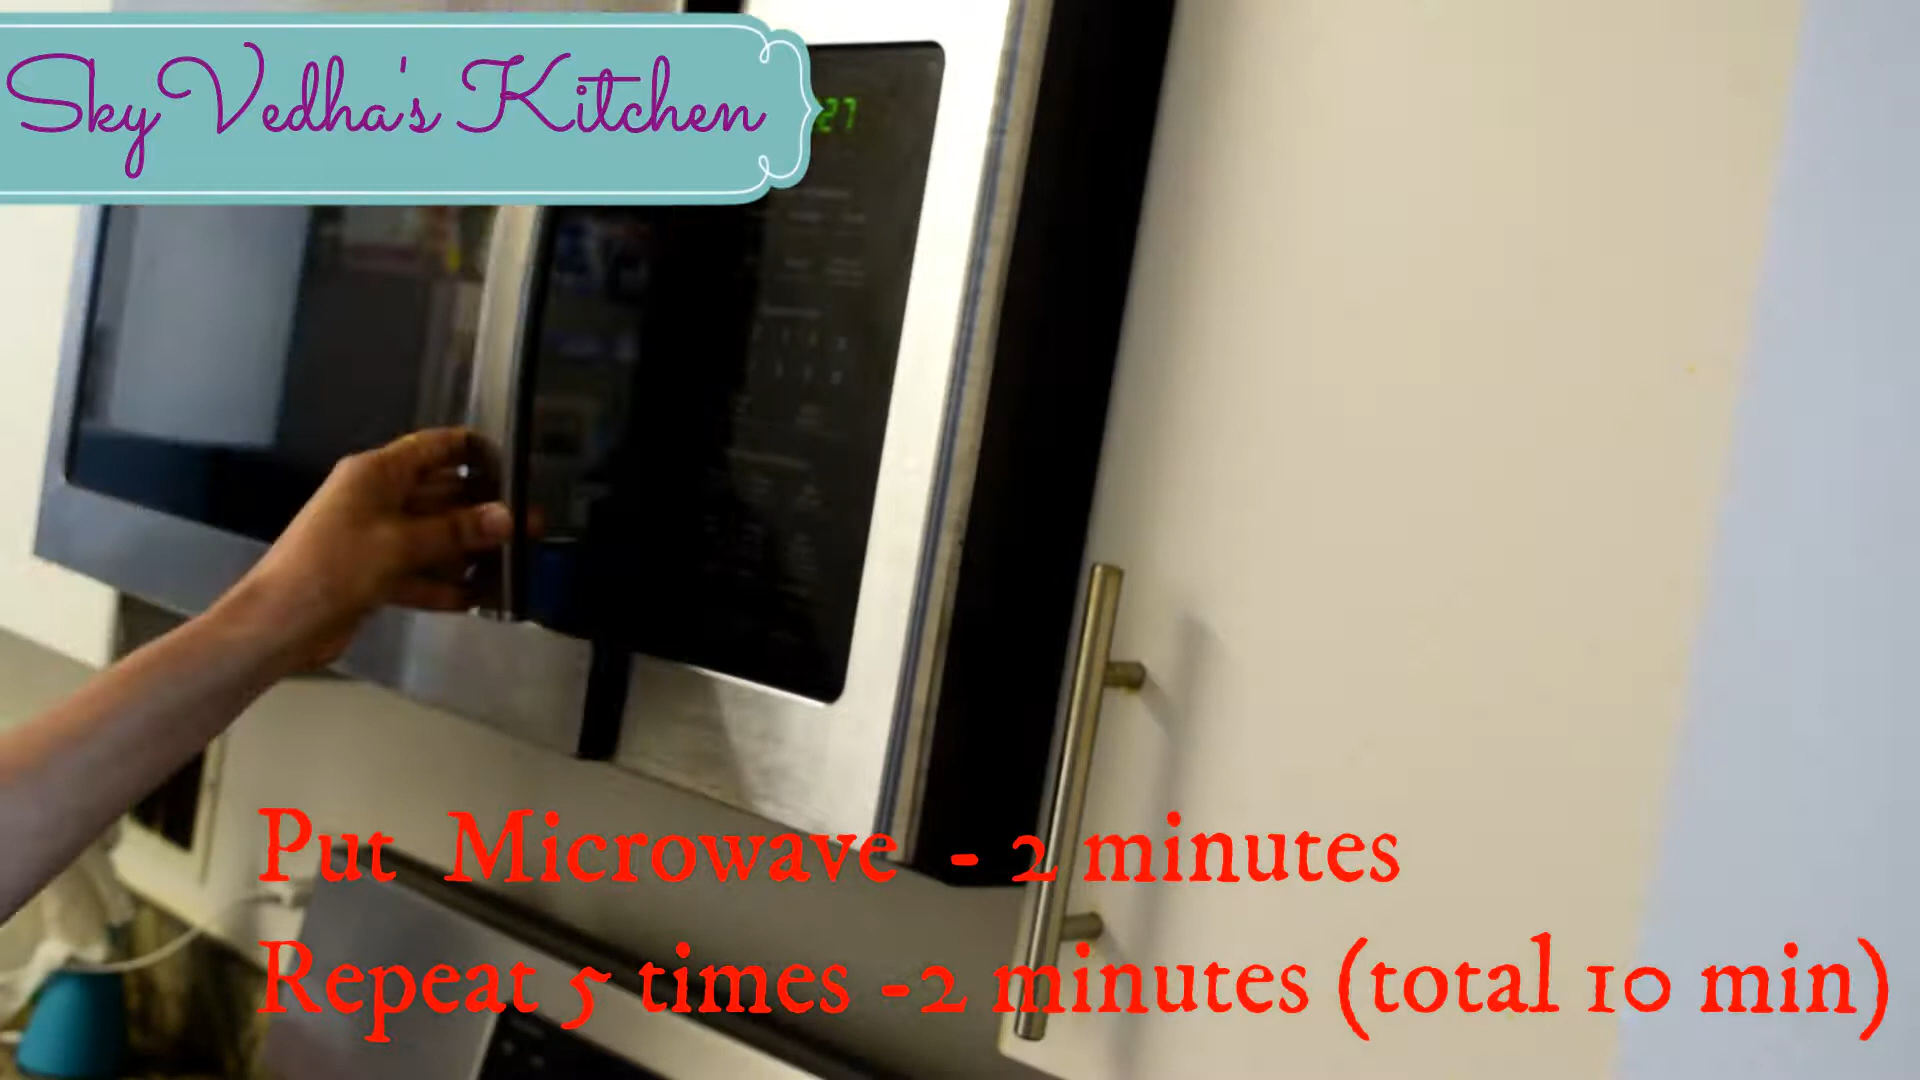 Sky Vedha's Kitchen
27
Put Microwave - 2 minutes
Repeat 5 times -2 minutes (total 10 min)